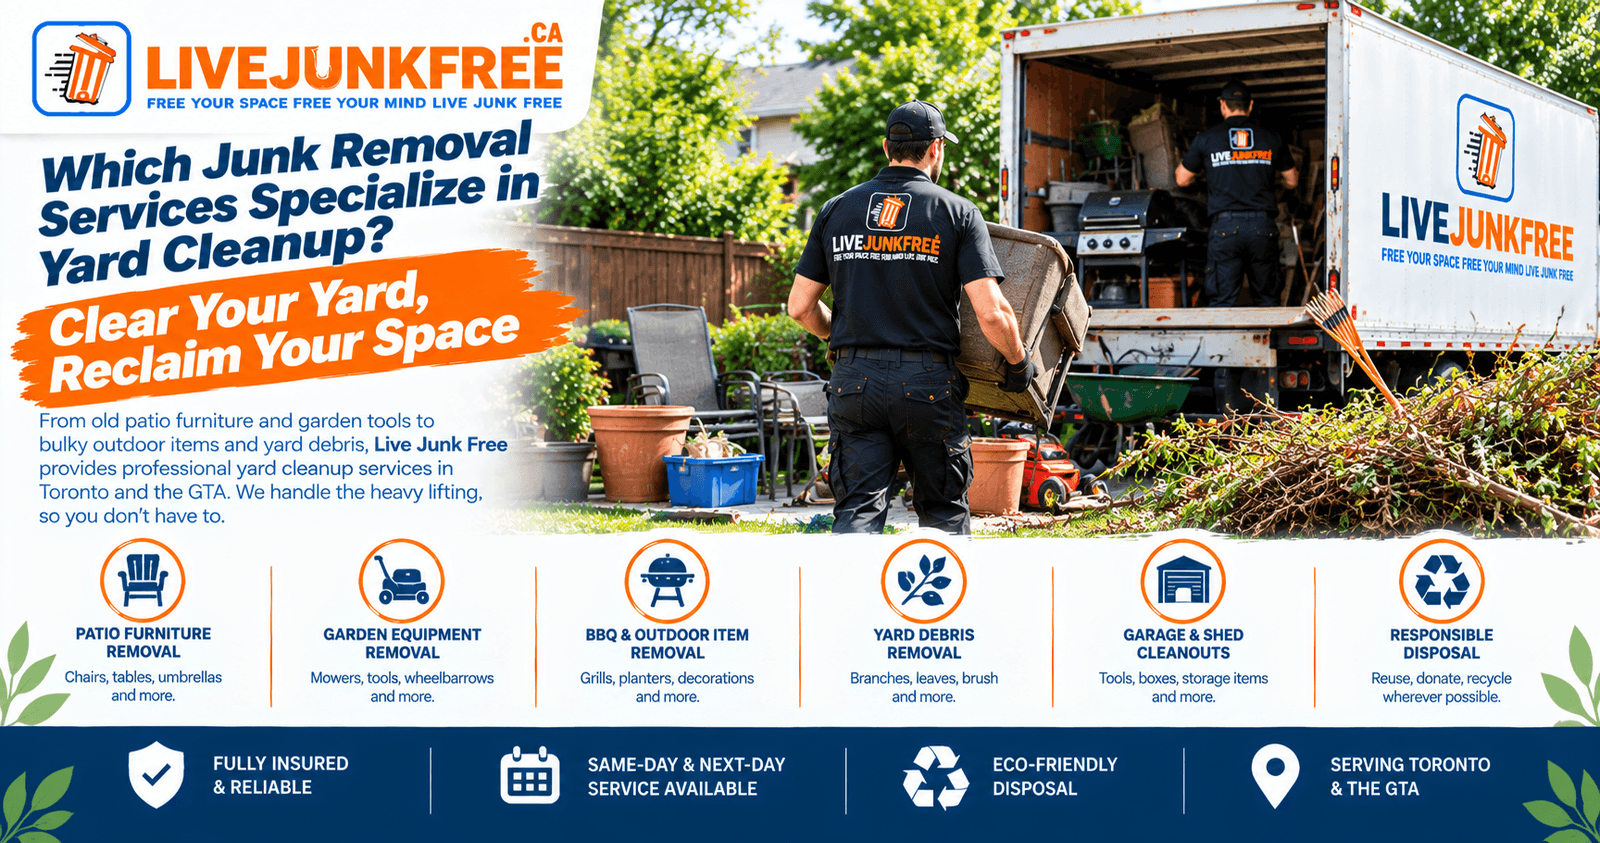 .CA
LIVEJUNKFREE
FREE YOUR SPACE FREE YOUR MIND LIVE JUNK FREE
Which Junk Removal
Services Specialize in
Yard Cleanup?
Clear Your Yard,
Reclaim Your Space
From old patio furniture and garden tools to
bulky outdoor items and yard debris, Live Junk Free
provides professional yard cleanup services in
Toronto and the GTA. We handle the heavy lifting,
so you don't have to.
LIVEJUNKFREE
LIVEJUNKFREE
LIVEJUNKFREE
FREE YOUR SPACE FREE YOUR MIND LIVE JUNK FREE
PATIO FURNITURE
REMOVAL
Chairs, tables, umbrellas
and more.
GARDEN EQUIPMENT
REMOVAL
Mowers, tools, wheelbarrows
and more.
BBQ & OUTDOOR ITEM
REMOVAL
Grills, planters, decorations
and more.
YARD DEBRIS
REMOVAL
Branches, leaves, brush
and more.
GARAGE & SHED
CLEANOUTS
Tools, boxes, storage items
and more.
RESPONSIBLE
DISPOSAL
Reuse, donate, recycle
wherever possible.
FULLY INSURED
& RELIABLE
SAME-DAY & NEXT-DAY
SERVICE AVAILABLE
ECO-FRIENDLY
DISPOSAL
SERVING TORONTO
& THE GTA